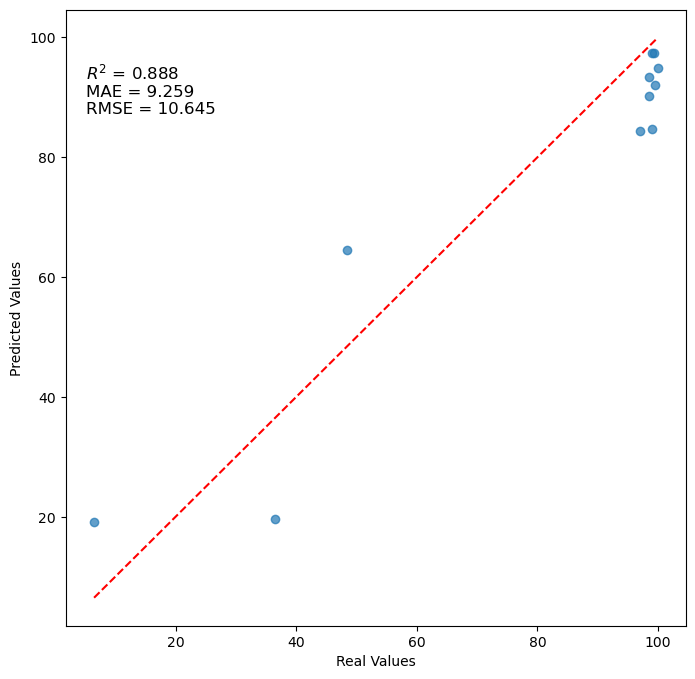 100
R² = 0.888
MAE = 9.259
RMSE = 10.645
80
60
Predicted Values
40
20
20 40 60 80 100
Real Values